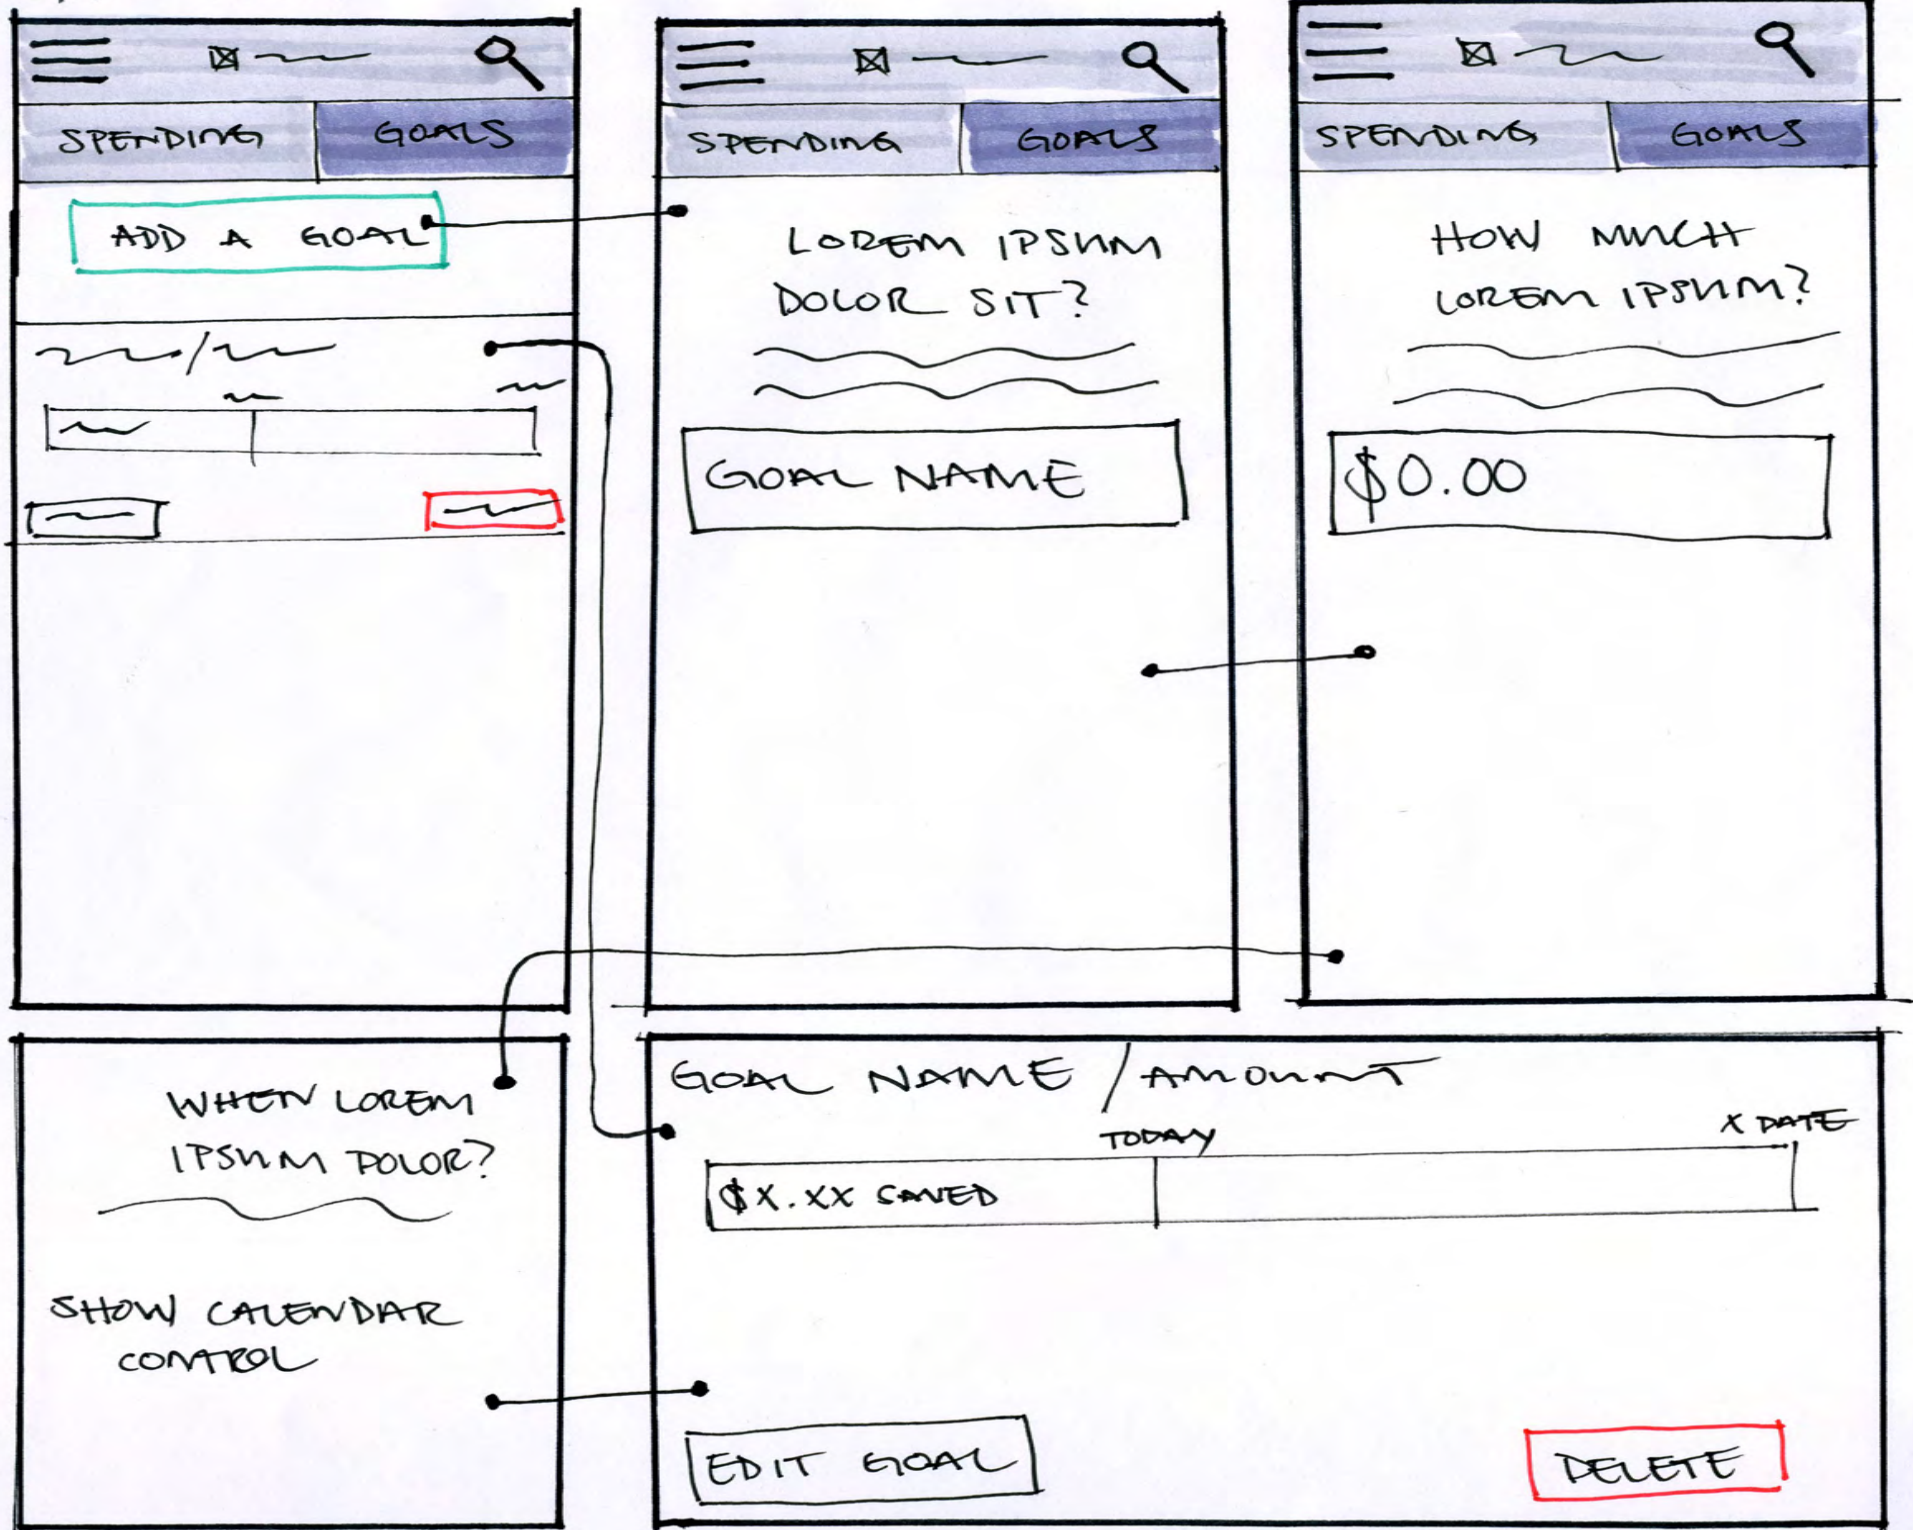 SPENDING GOALS
ADD A GOAL
SPENDING GOALS
LOREM IPSUM
DOLOR SIT?
GOAL NAME
SPENDING GOALS
HOW MUCH
LOREM IPSUM?
$0.00
WHEN LOREM
IPSUM DOLOR?
SHOW CALENDAR
CONTROL
GOAL NAME / AMOUNT
TODAY
X DATE
$X.XX SAVED
EDIT GOAL
DELETE